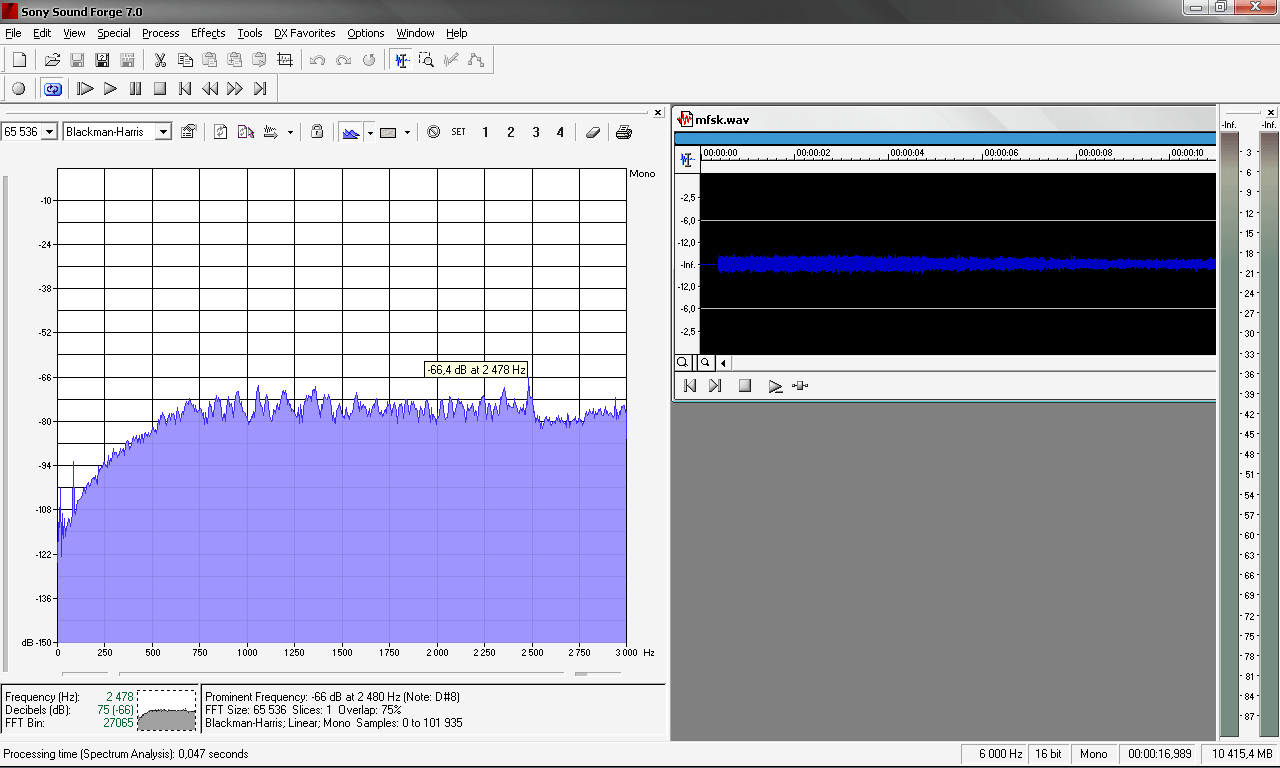 Sony Sound Forge 7.0
File Edit View Special Process Effects Tools DX Favorites Options Window Help
65 536 Blackman-Harris SET 1 2 3 4
mfsk.wav
-Inf. -Inf.
00:00:00 00:00:02 00:00:04 00:00:06 00:00:08 00:00:10
Mono
-10
-24
-38
-52
-66
-80
-94
-108
-122
-136
dB -150
-66,4 dB at 2 478 Hz
0 250 500 750 1 000 1 250 1 500 1 750 2 000 2 250 2 500 2 750 3 000 Hz
-2,5
-6,0
-12,0
-Inf.
-12,0
-6,0
-2,5
- 3 -
- 6 -
- 9 -
- 12 -
- 15 -
- 18 -
- 21 -
- 24 -
- 27 -
- 30 -
- 33 -
- 36 -
- 39 -
- 42 -
- 45 -
- 48 -
- 51 -
- 54 -
- 57 -
- 60 -
- 63 -
- 66 -
- 69 -
- 72 -
- 75 -
- 78 -
- 81 -
- 84 -
- 87 -
Frequency (Hz): 2 478
Decibels (dB): 75 (-66)
FFT Bin: 27065
Prominent Frequency: -66 dB at 2 480 Hz (Note: D#8)
FFT Size: 65 536 Slices: 1 Overlap: 75%
Blackman-Harris; Linear; Mono Samples: 0 to 101 935
Processing time (Spectrum Analysis): 0,047 seconds
6 000 Hz 16 bit Mono 00:00:16,989 10 415,4 MB